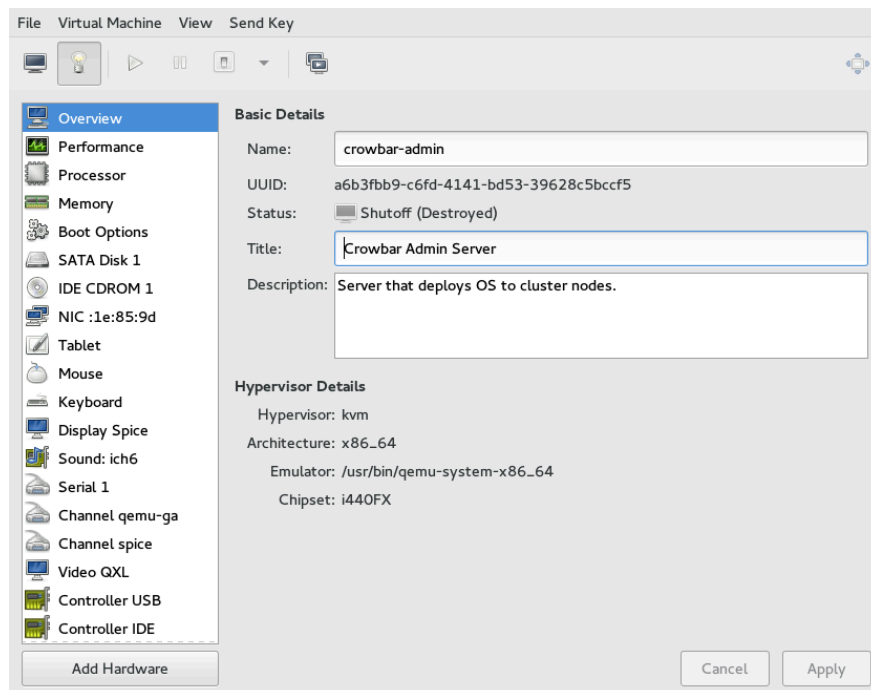 File Virtual Machine View Send Key
Overview
Performance
Processor
Memory
Boot Options
SATA Disk 1
IDE CDROM 1
NIC :1e:85:9d
Tablet
Mouse
Keyboard
Display Spice
Sound: ich6
Serial 1
Channel qemu-ga
Channel spice
Video QXL
Controller USB
Controller IDE
Add Hardware
Basic Details
Name: crowbar-admin
UUID: a6b3fbb9-c6fd-4141-bd53-39628c5bccf5
Status: Shutoff (Destroyed)
Title: Crowbar Admin Server
Description: Server that deploys OS to cluster nodes.
Hypervisor Details
Hypervisor: kvm
Architecture: x86_64
Emulator: /usr/bin/qemu-system-x86_64
Chipset: i440FX
Cancel Apply